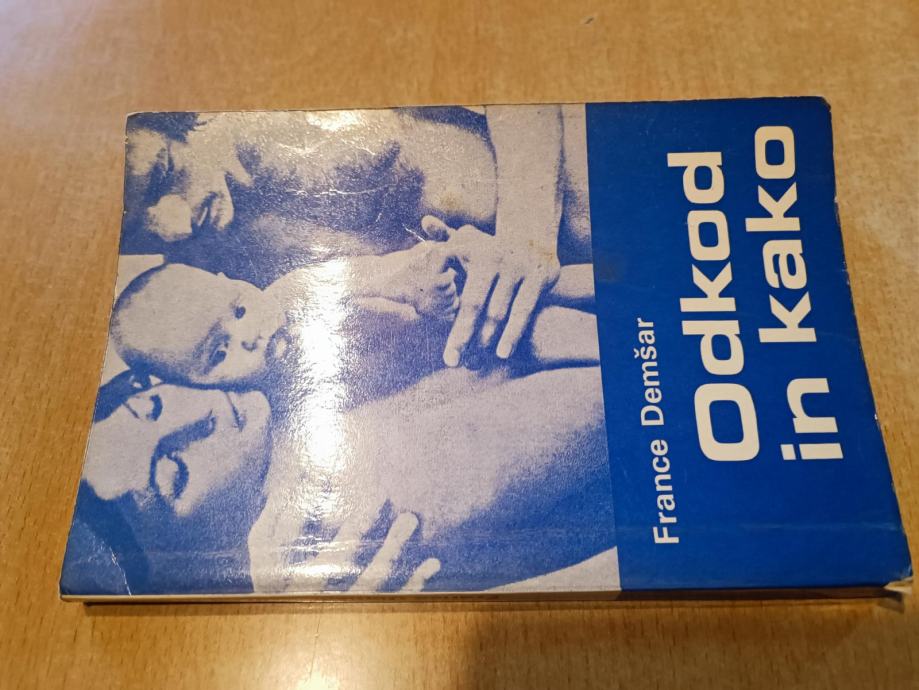 France Demšar
Odkod
in kako